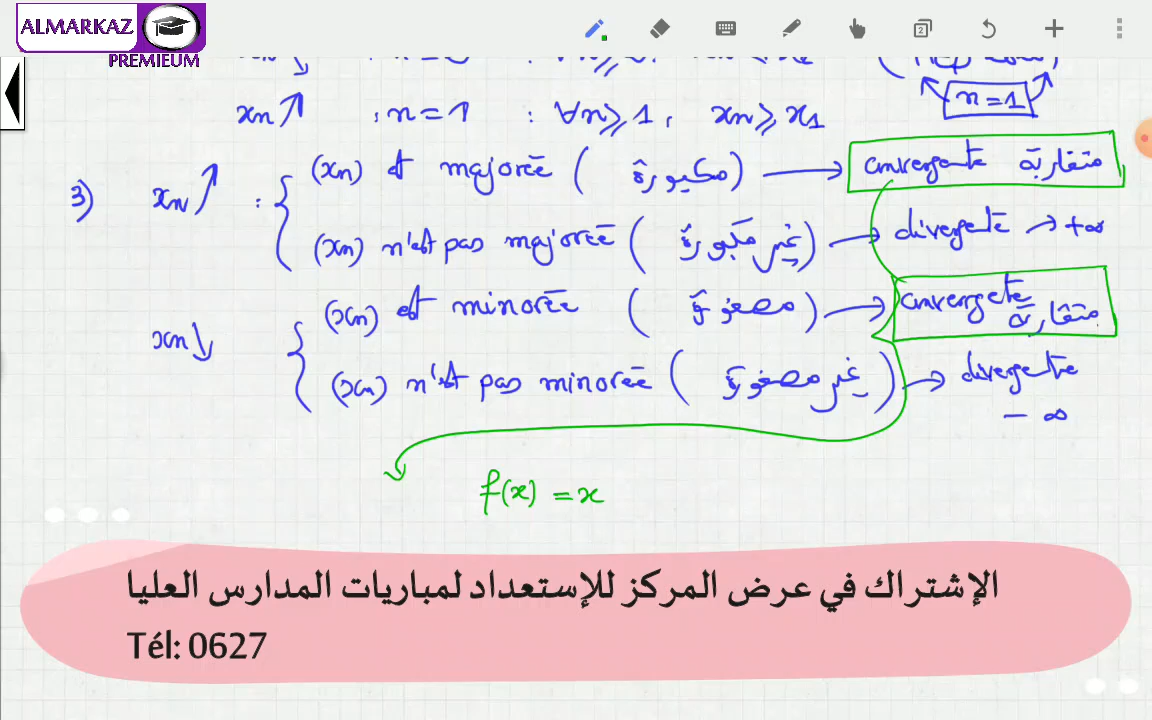 ALMARKAZ
PREMIEUM
xn ↗ : n = 1 : ∀n ⩾ 1, xn ⩾ x1
n = 1
3) xn ↗ : (xn) est majorée (مكبورة) → convergente متقاربة
(xn) n'est pas majorée (غير مكبورة) → divergente → +∞
xn ↘ (xn) est minorée (مصغورة) → convergete متقاربة
(xn) n'est pas minorée (غير مصغورة) → divergente
- ∞
f(x) = x
الإشتراك في عرض المركز للإستعداد لمباريات المدارس العليا
Tél: 0627